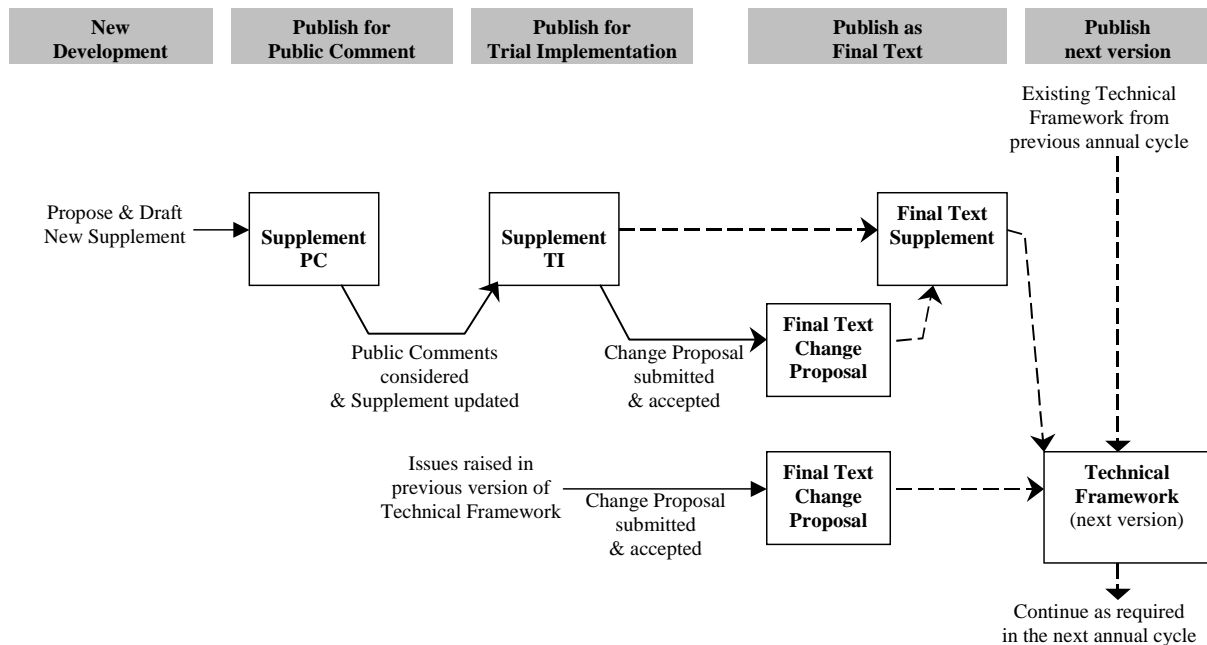 New
Development
Publish for
Public Comment
Publish for
Trial Implementation
Publish as
Final Text
Publish
next version
Existing Technical
Framework from
previous annual cycle
Propose & Draft
New Supplement
Supplement
PC
Supplement
TI
Final Text
Supplement
Public Comments
considered
& Supplement updated
Change Proposal
submitted
& accepted
Final Text
Change
Proposal
Issues raised in
previous version of
Technical Framework
Change Proposal
submitted
& accepted
Final Text
Change
Proposal
Technical
Framework
(next version)
Continue as required
in the next annual cycle